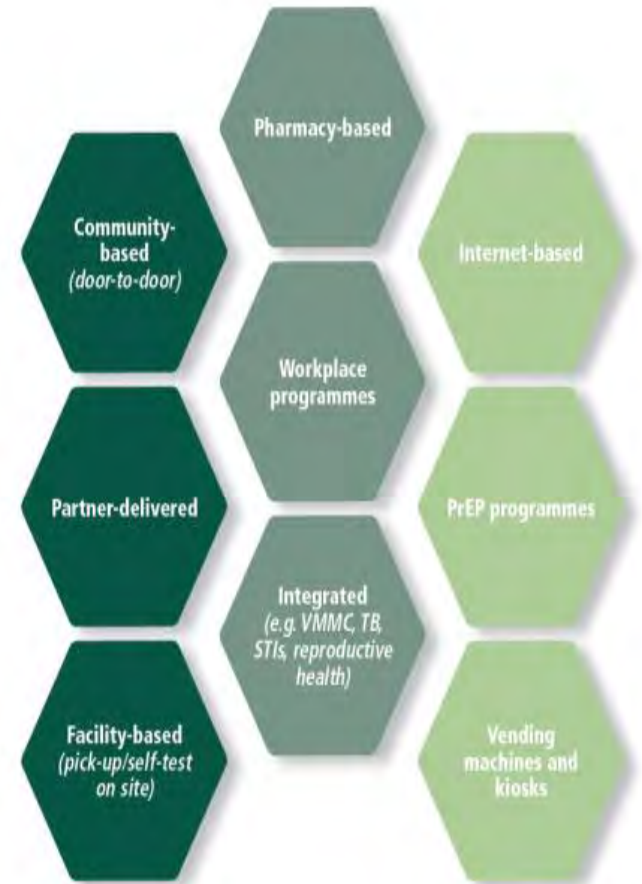 Pharmacy-based
Community-
based
(door-to-door)
Internet-based
Workplace
programmes
Partner-delivered
PrEP programmes
Integrated
(e.g. VMMC, TB,
STIs, reproductive
health)
Facility-based
(pick-up/self-test
on site)
Vending
machines and
kiosks